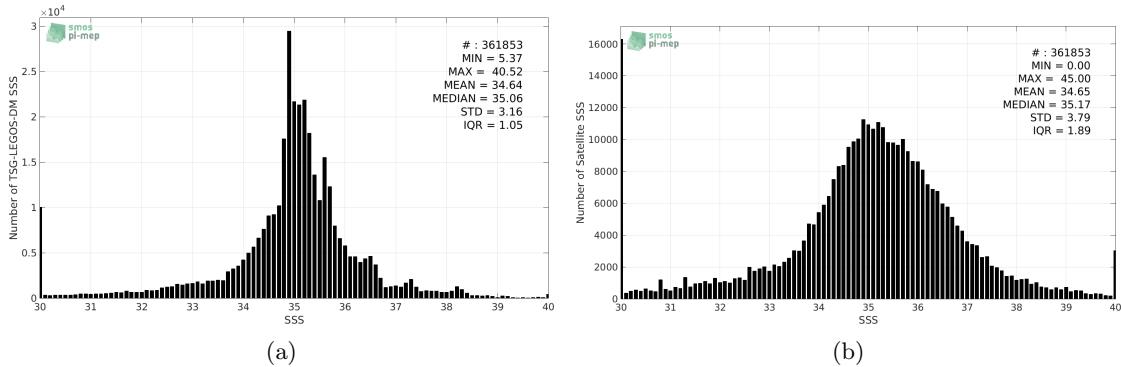 ×10⁴
smos
pi-mep
# : 361853
MIN = 5.37
MAX = 40.52
MEAN = 34.64
MEDIAN = 35.06
STD = 3.16
IQR = 1.05
Number of TSG-LEGOS-DM SSS
3
2.5
2
1.5
1
0.5
0
30 31 32 33 34 35 36 37 38 39 40
SSS
(a)
smos
pi-mep
# : 361853
MIN = 0.00
MAX = 45.00
MEAN = 34.65
MEDIAN = 35.17
STD = 3.79
IQR = 1.89
Number of Satellite SSS
16000
14000
12000
10000
8000
6000
4000
2000
0
30 31 32 33 34 35 36 37 38 39 40
SSS
(b)